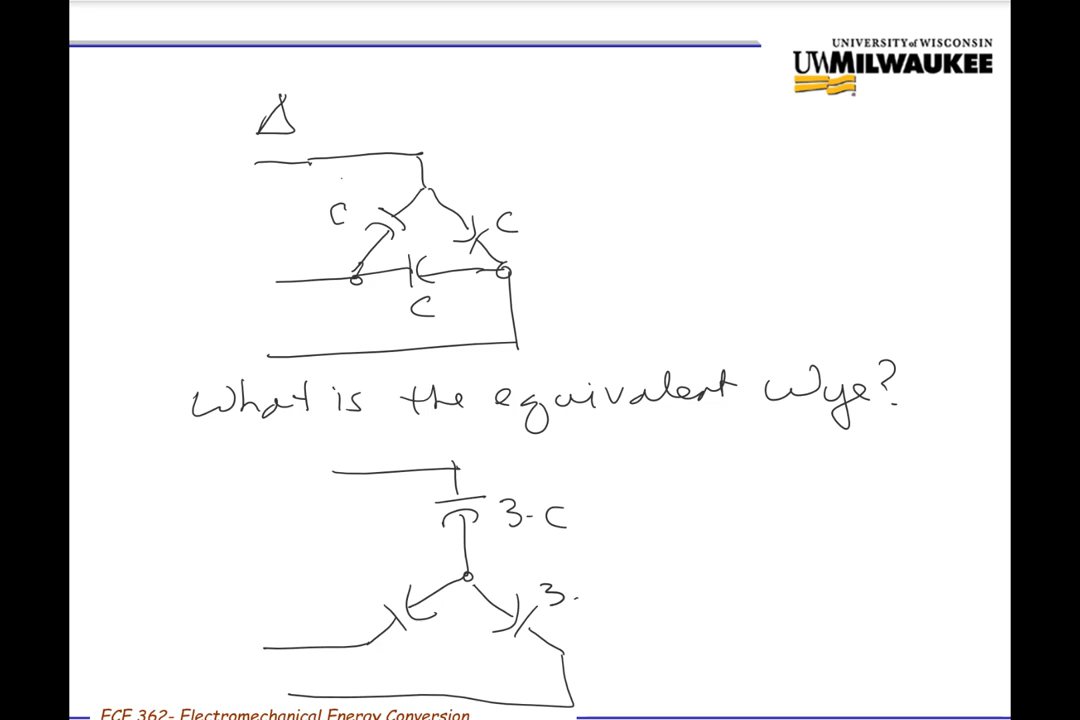 UNIVERSITY of WISCONSIN
UWMILWAUKEE
Δ
C
C
C
What is the equivalent Wye?
3-C
3-
ECE 362- Electromechanical Energy Conversion